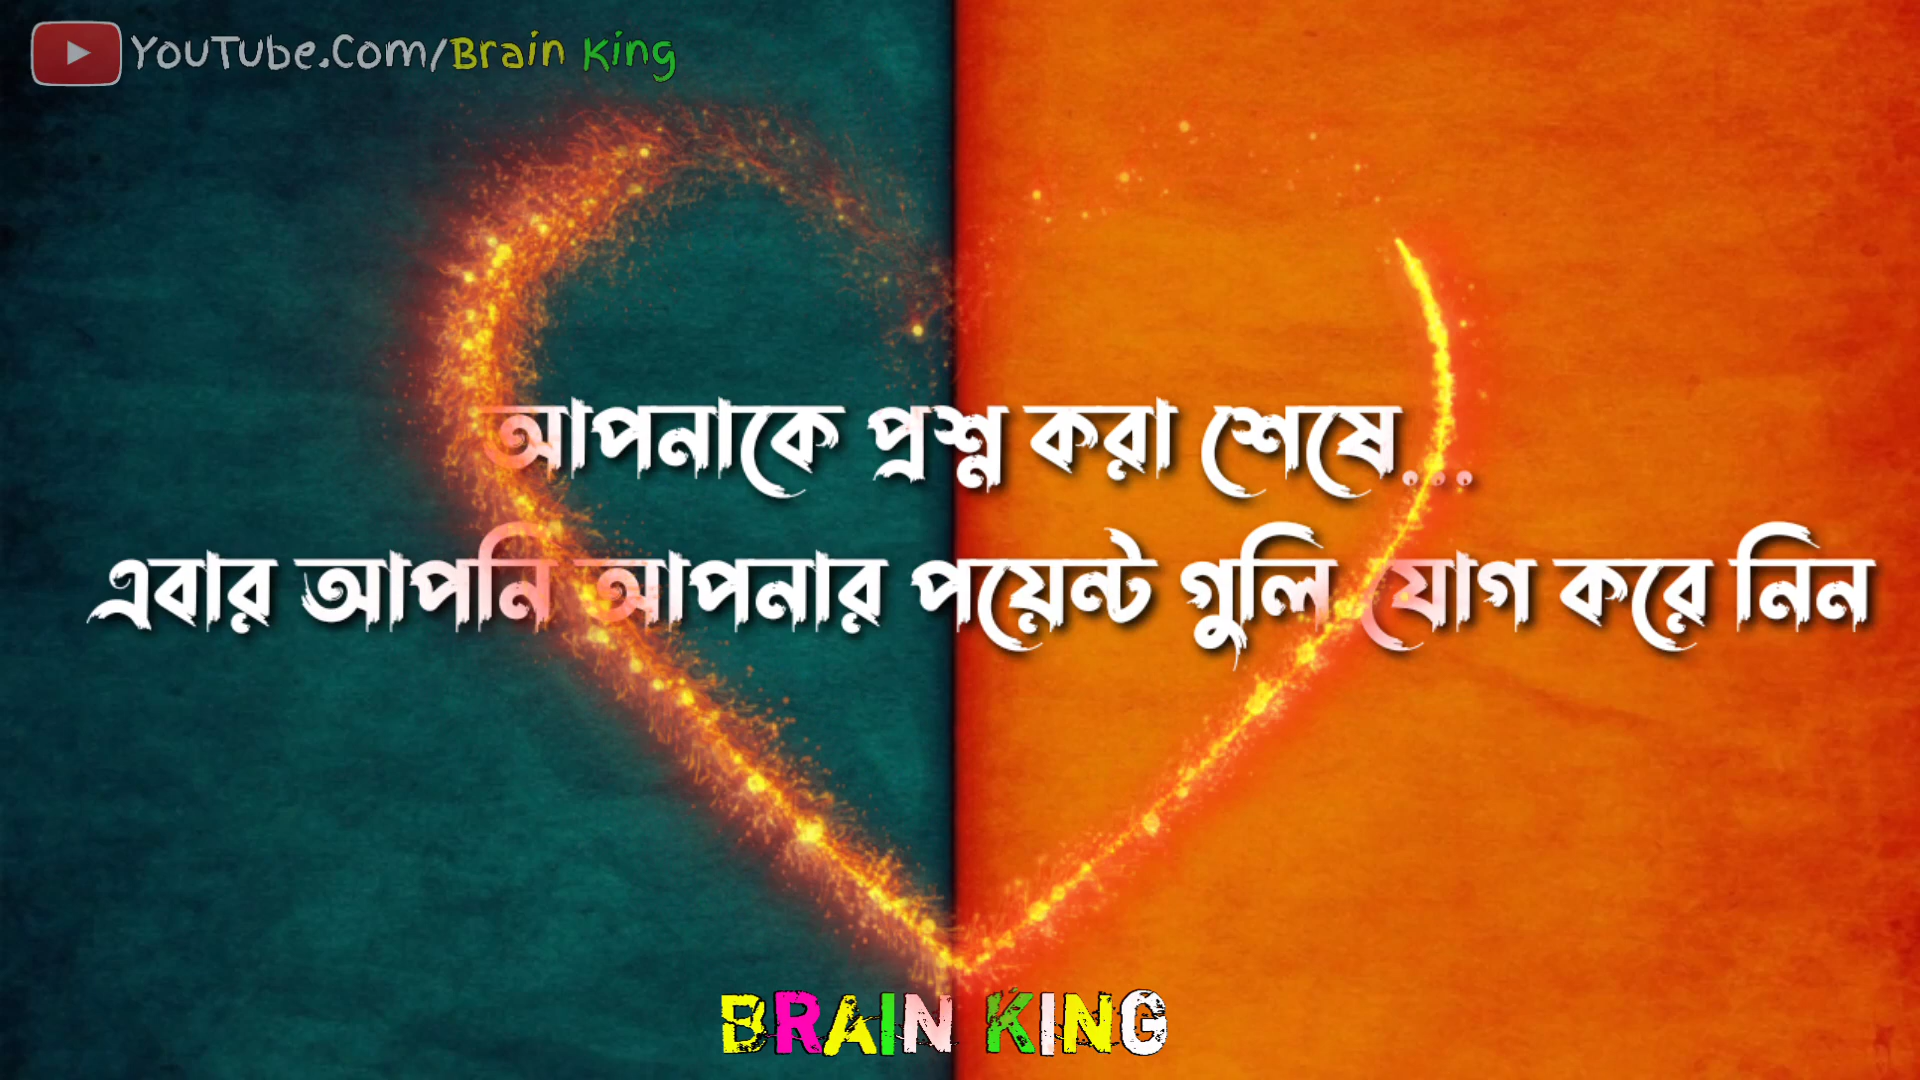 YouTube.Com/Brain King
আপনাকে প্রশ্ন করা শেষে...
এবার আপনি আপনার পয়েন্ট গুলি যোগ করে নিন
BRAIN KING